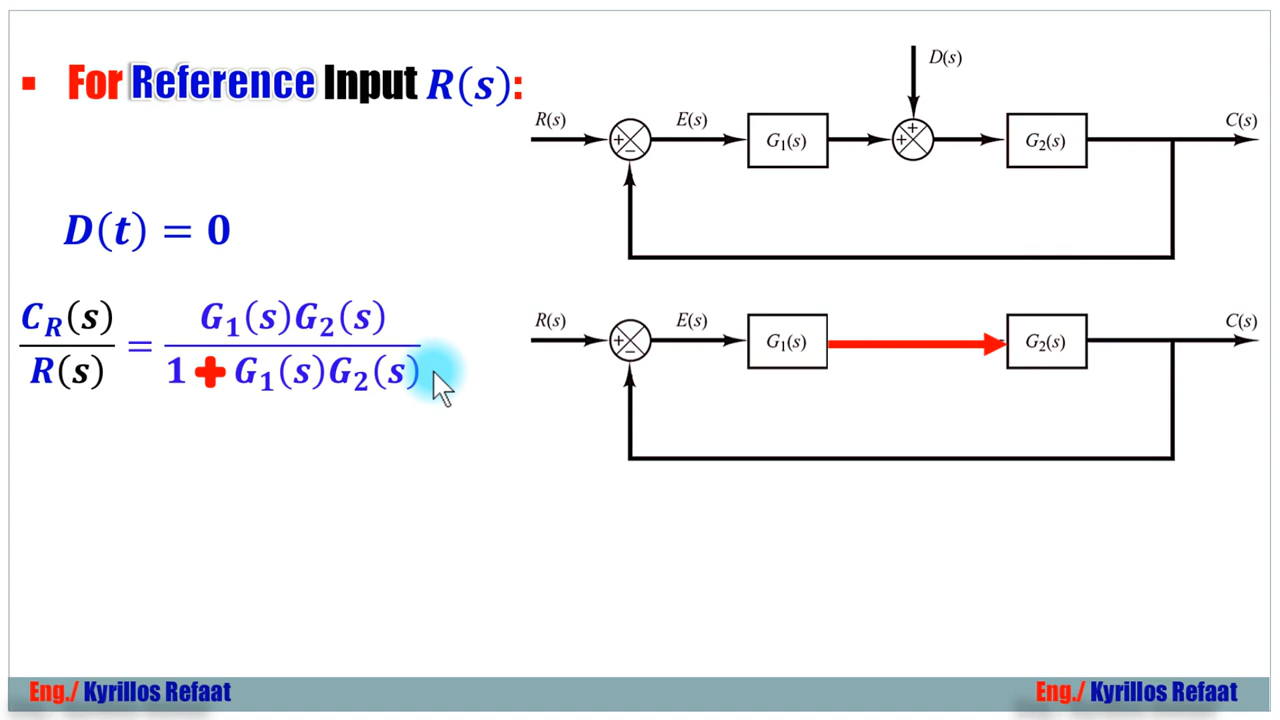 ▪ For Reference Input R(s):
D(t) = 0
C_R(s) / R(s) = G₁(s)G₂(s) / 1 + G₁(s)G₂(s)
D(s)
R(s) + − E(s) G₁(s) + + G₂(s) C(s)
R(s) + − E(s) G₁(s) G₂(s) C(s)
Eng./ Kyrillos Refaat
Eng./ Kyrillos Refaat